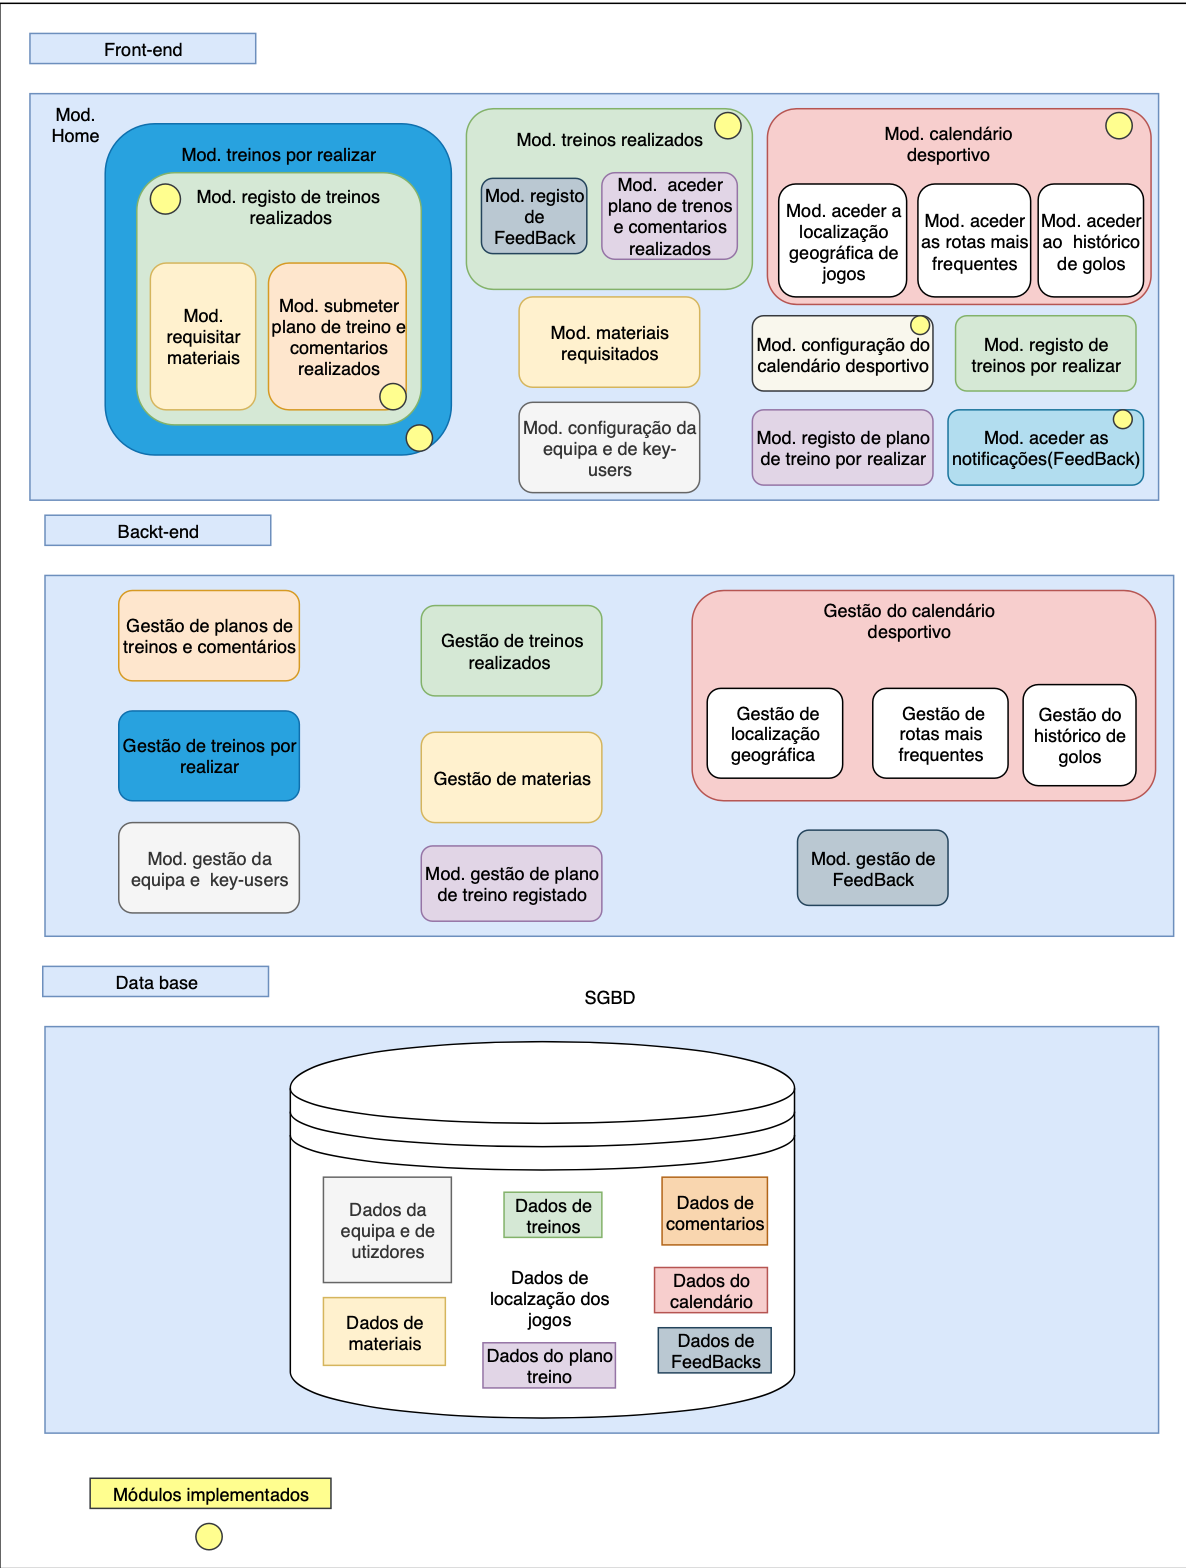 Front-end
Mod.
Home
Mod. treinos por realizar
Mod. registo de treinos
realizados
Mod.
requisitar
materiais
Mod. submeter
plano de treino e
comentarios
realizados
Mod. treinos realizados
Mod. registo
de
FeedBack
Mod.  aceder
plano de trenos
e comentarios
realizados
Mod. calendário
desportivo
Mod. aceder a
localização
geográfica de
jogos
Mod. aceder
as rotas mais
frequentes
Mod. aceder
ao  histórico
de golos
Mod. materiais
requisitados
Mod. configuração do
calendário desportivo
Mod. registo de
treinos por realizar
Mod. configuração da
equipa e de key-
users
Mod. registo de plano
de treino por realizar
Mod. aceder as
notificações(FeedBack)
Backt-end
Gestão de planos de
treinos e comentários
Gestão de treinos
realizados
Gestão do calendário
desportivo
Gestão de
localização
geográfica
Gestão de
rotas mais
frequentes
Gestão do
histórico de
golos
Gestão de treinos por
realizar
Gestão de materias
Mod. gestão da
equipa e  key-users
Mod. gestão de plano
de treino registado
Mod. gestão de
FeedBack
Data base
SGBD
Dados da
equipa e de
utizdores
Dados de
treinos
Dados de
comentarios
Dados de
localzação dos
jogos
Dados do
calendário
Dados de
materiais
Dados do plano
treino
Dados de
FeedBacks
Módulos implementados